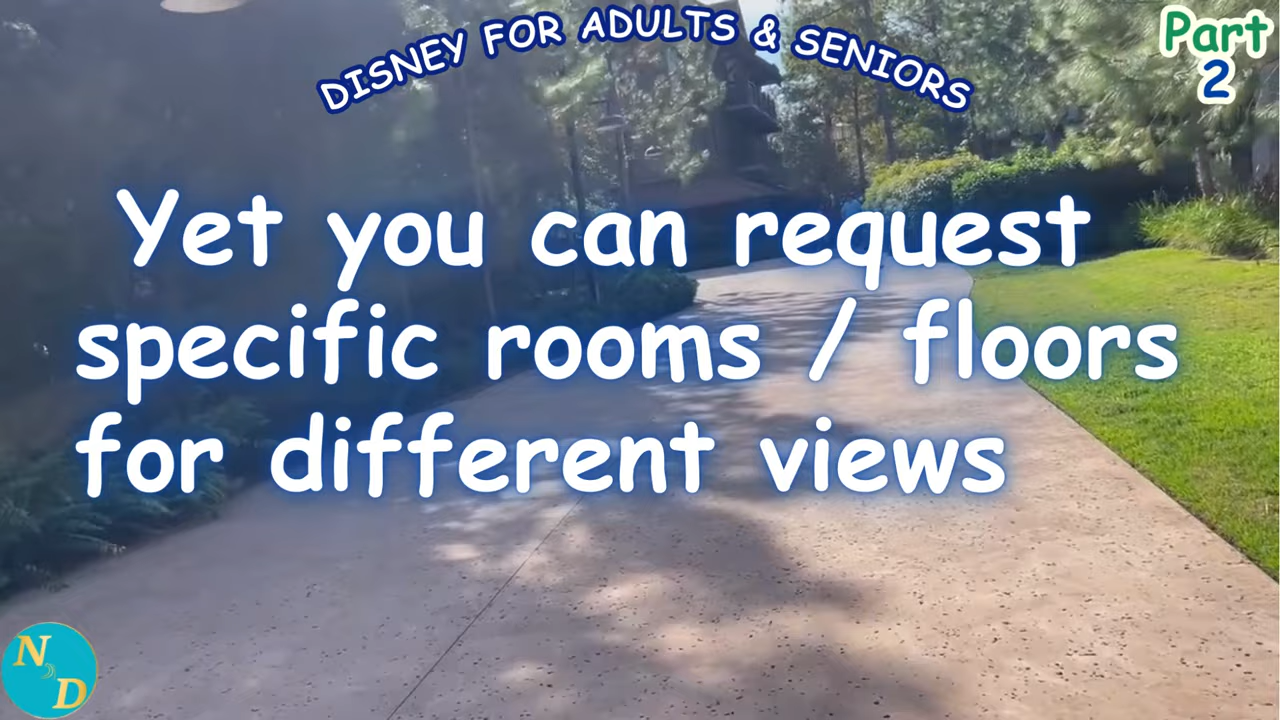 DISNEY FOR ADULTS & SENIORS
Part
2
Yet you can request
specific rooms / floors
for different views
N
D